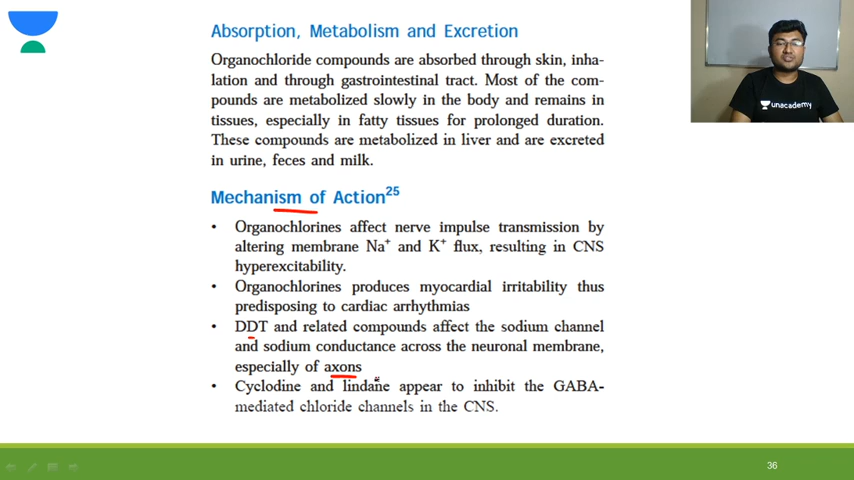 Absorption, Metabolism and Excretion
Organochloride compounds are absorbed through skin, inha-
lation and through gastrointestinal tract. Most of the com-
pounds are metabolized slowly in the body and remains in
tissues, especially in fatty tissues for prolonged duration.
These compounds are metabolized in liver and are excreted
in urine, feces and milk.
unacademy
Mechanism of Action25
• Organochlorines affect nerve impulse transmission by
altering membrane Na+ and K+ flux, resulting in CNS
hyperexcitability.
• Organochlorines produces myocardial irritability thus
predisposing to cardiac arrhythmias
• DDT and related compounds affect the sodium channel
and sodium conductance across the neuronal membrane,
especially of axons
• Cyclodine and lindane appear to inhibit the GABA-
mediated chloride channels in the CNS.
36